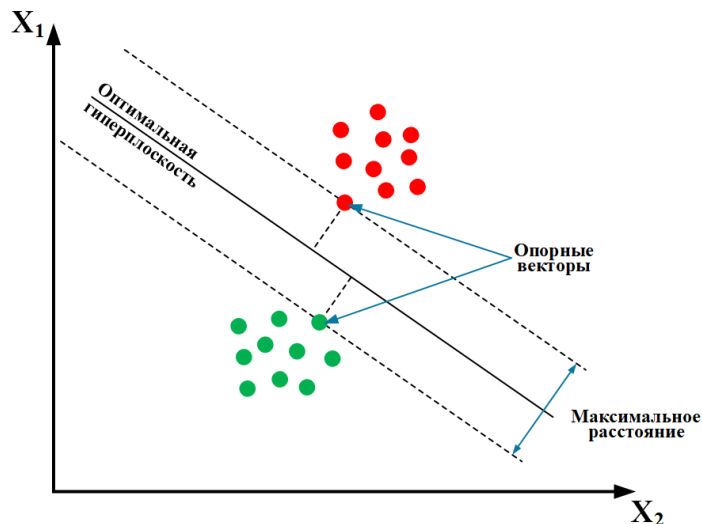 X₁
Оптимальная
гиперплоскость
Опорные
векторы
Максимальное
расстояние
X₂